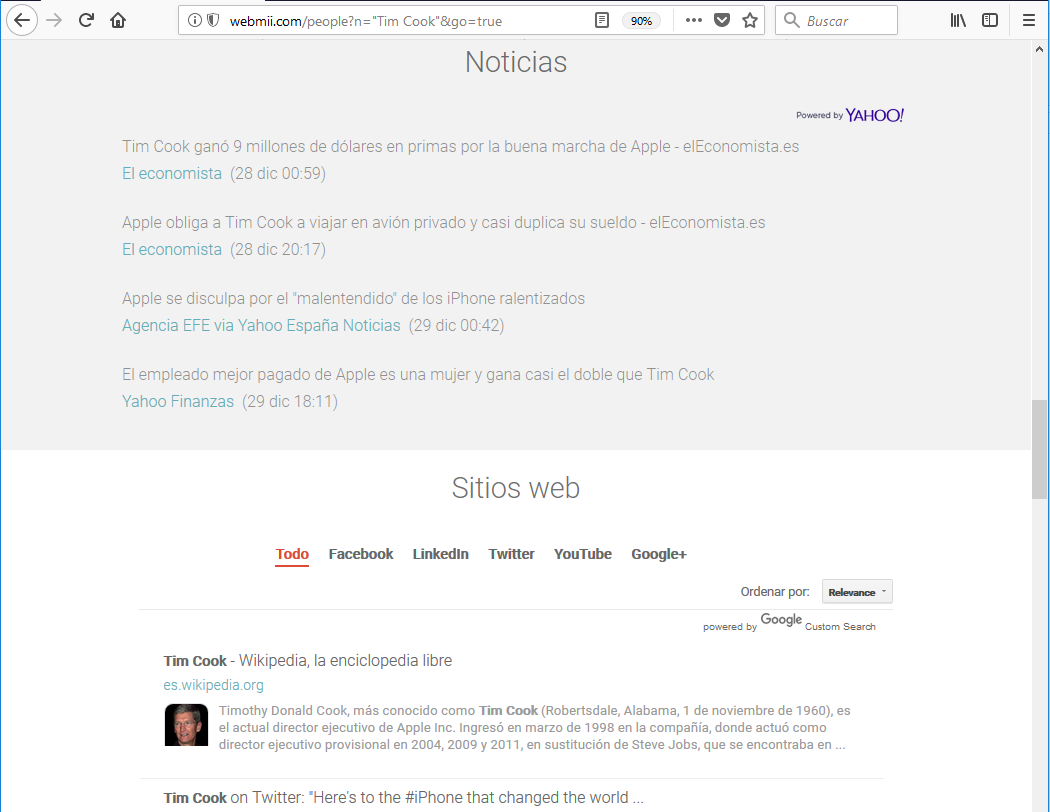 webmii.com/people?n="Tim Cook"&go=true
90%
Buscar
Noticias
Powered by YAHOO!
Tim Cook ganó 9 millones de dólares en primas por la buena marcha de Apple - elEconomista.es
El economista (28 dic 00:59)
Apple obliga a Tim Cook a viajar en avión privado y casi duplica su sueldo - elEconomista.es
El economista (28 dic 20:17)
Apple se disculpa por el "malentendido" de los iPhone ralentizados
Agencia EFE via Yahoo España Noticias (29 dic 00:42)
El empleado mejor pagado de Apple es una mujer y gana casi el doble que Tim Cook
Yahoo Finanzas (29 dic 18:11)
Sitios web
Todo Facebook LinkedIn Twitter YouTube Google+
Ordenar por: Relevance
powered by Google Custom Search
Tim Cook - Wikipedia, la enciclopedia libre
es.wikipedia.org
Timothy Donald Cook, más conocido como Tim Cook (Robertsdale, Alabama, 1 de noviembre de 1960), es
el actual director ejecutivo de Apple Inc. Ingresó en marzo de 1998 en la compañía, donde actuó como
director ejecutivo provisional en 2004, 2009 y 2011, en sustitución de Steve Jobs, que se encontraba en ...
Tim Cook on Twitter: "Here's to the #iPhone that changed the world ...